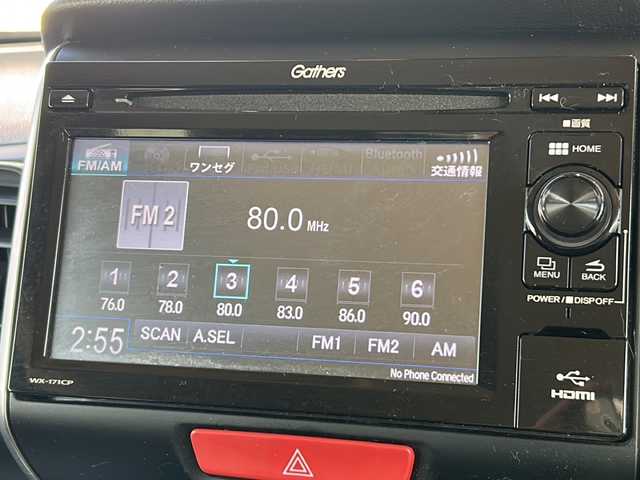 Gathers
画質
HOME
MENU
BACK
POWER/ DISP OFF
HDMI
WX-171CP
FM/AM
ワンセグ
Bluetooth
交通情報
FM 2
80.0 MHz
1 2 3 4 5 6
76.0 78.0 80.0 83.0 86.0 90.0
2:55 SCAN A.SEL FM1 FM2 AM
No Phone Connected